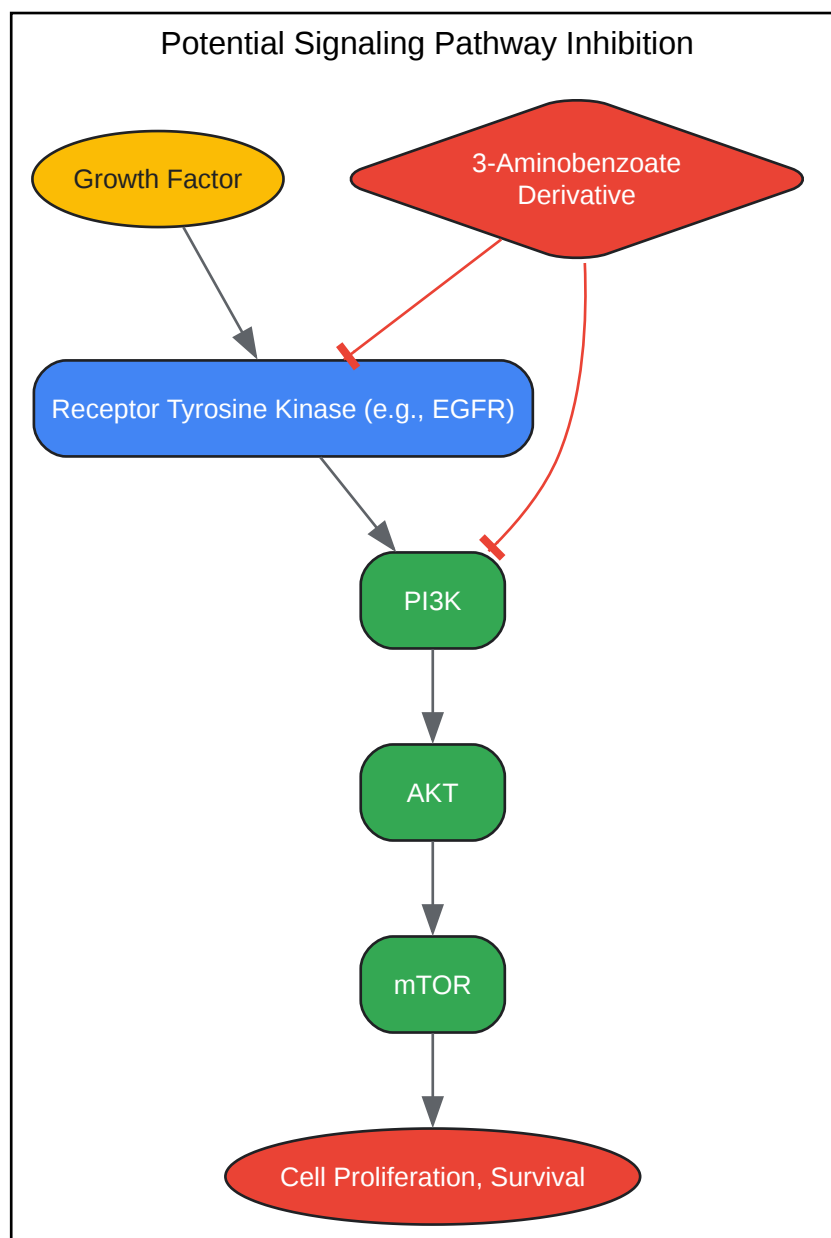 Potential Signaling Pathway Inhibition
Growth Factor
3-Aminobenzoate
Derivative
Receptor Tyrosine Kinase (e.g., EGFR)
PI3K
AKT
mTOR
Cell Proliferation, Survival